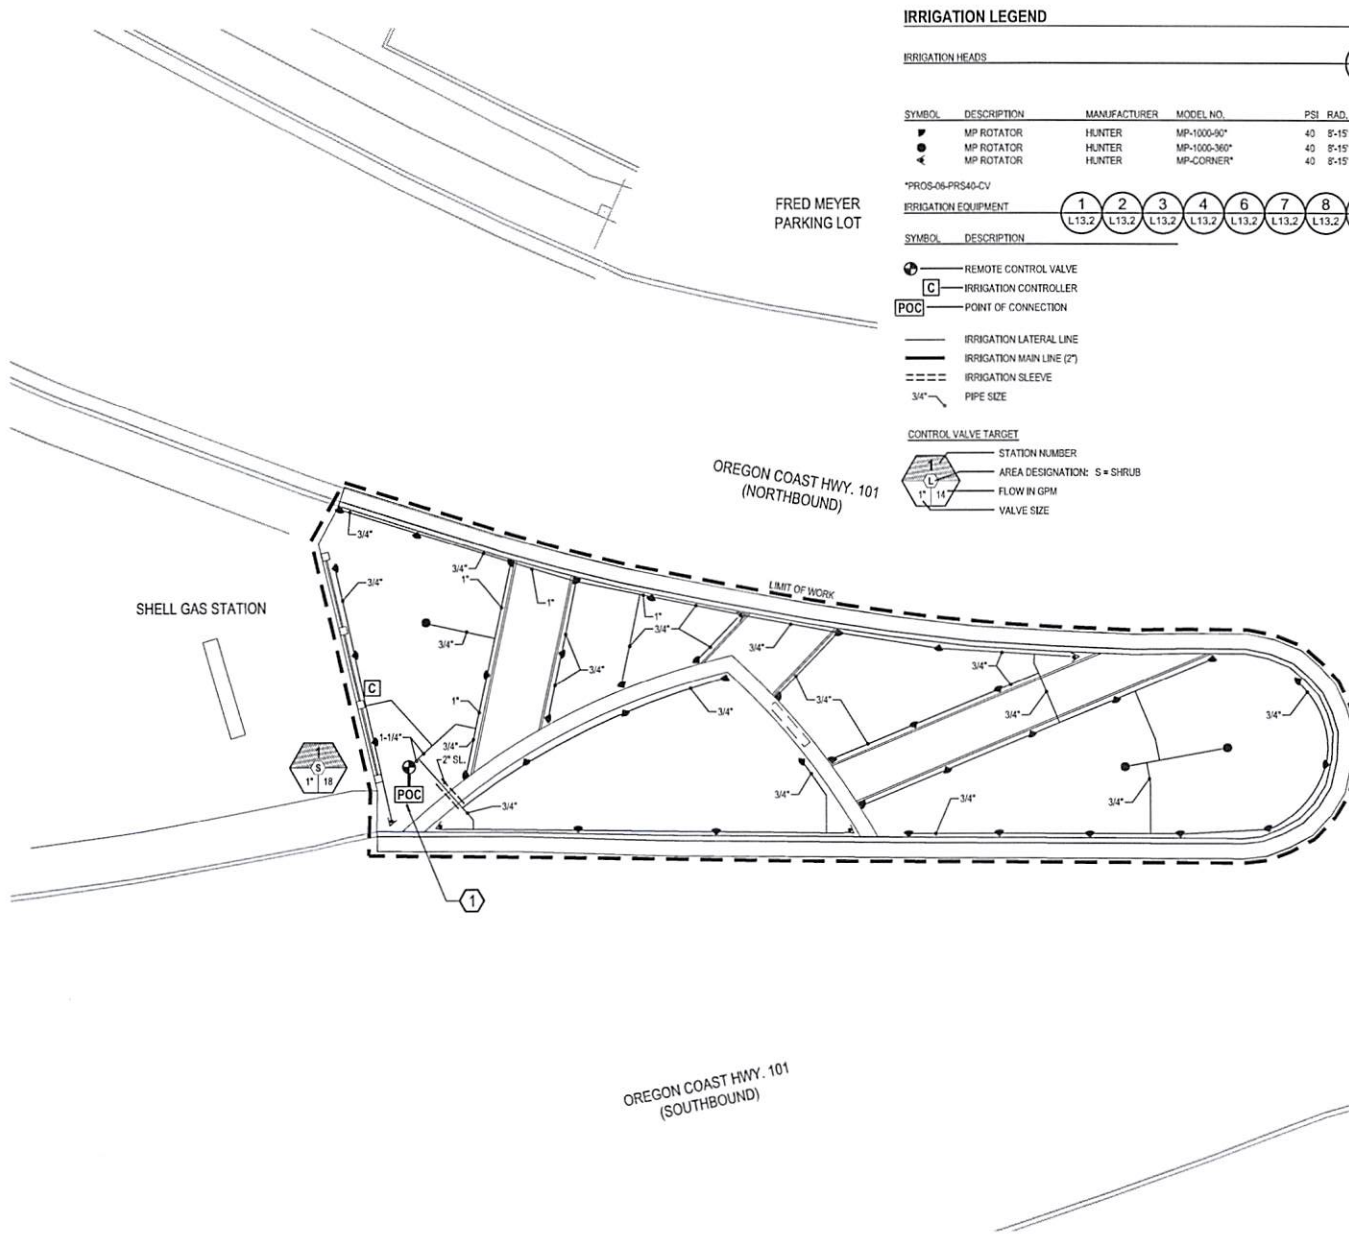 IRRIGATION LEGEND
IRRIGATION HEADS
SYMBOL DESCRIPTION MANUFACTURER MODEL NO. PSI RAD.
MP ROTATOR HUNTER MP-1000-90* 40 8'-15'
MP ROTATOR HUNTER MP-1000-360* 40 8'-15'
MP ROTATOR HUNTER MP-CORNER* 40 8'-15'
*PROS-06-PRS40-CV
IRRIGATION EQUIPMENT 1 2 3 4 6 7 8
L13.2 L13.2 L13.2 L13.2 L13.2 L13.2 L13.2
SYMBOL DESCRIPTION
REMOTE CONTROL VALVE
C IRRIGATION CONTROLLER
POC POINT OF CONNECTION
IRRIGATION LATERAL LINE
IRRIGATION MAIN LINE (2")
IRRIGATION SLEEVE
3/4" PIPE SIZE
CONTROL VALVE TARGET
1
L
1" 14
STATION NUMBER
AREA DESIGNATION: S = SHRUB
FLOW IN GPM
VALVE SIZE
FRED MEYER
PARKING LOT
OREGON COAST HWY. 101
(NORTHBOUND)
LIMIT OF WORK
SHELL GAS STATION
3/4"
3/4"
3/4"
1"
1"
1"
3/4"
3/4"
3/4"
3/4"
3/4"
3/4"
3/4"
3/4"
3/4"
3/4"
C
1"
1-1/4"
3/4"
2" SL.
3/4"
3/4"
3/4"
3/4"
1
S
1" 18
POC
1
OREGON COAST HWY. 101
(SOUTHBOUND)